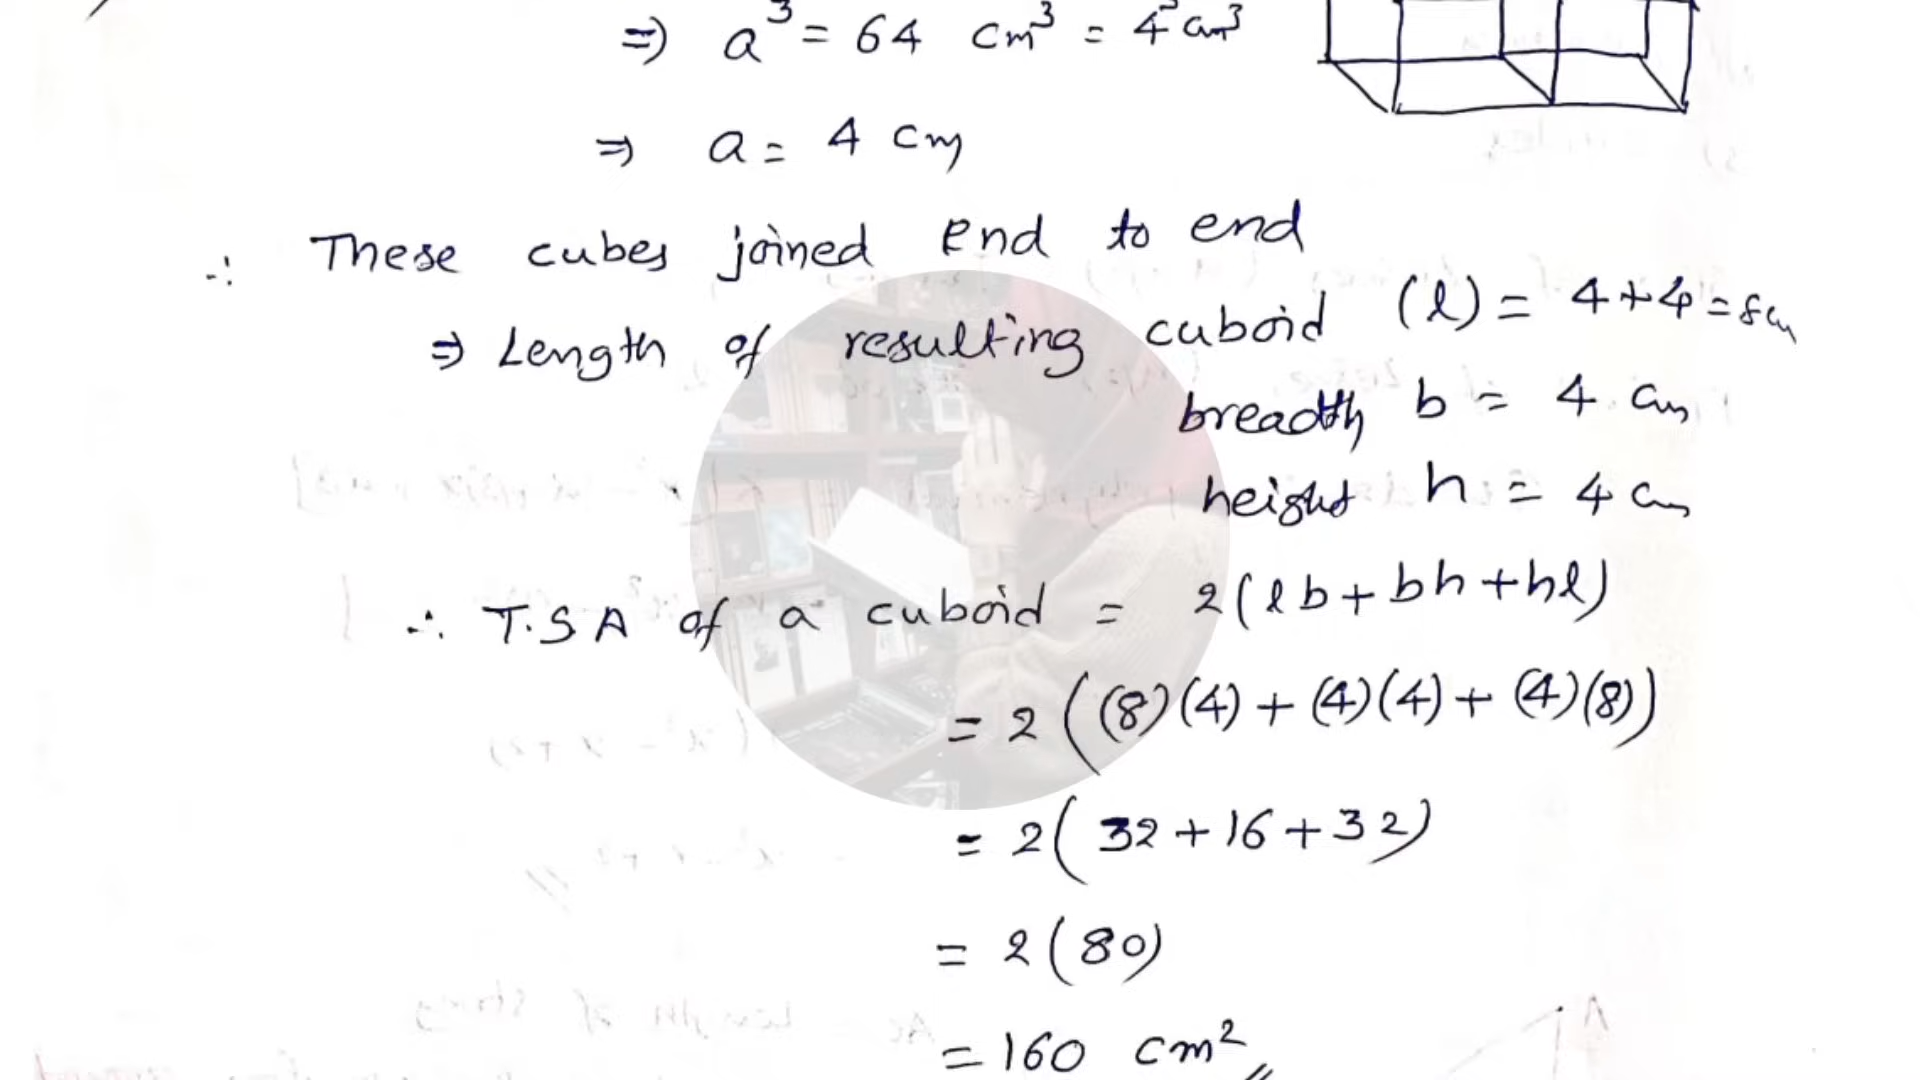 ⇒ a³ = 64 cm³ = 4³ cm³
⇒ a = 4 cm
∴ These cubes joined end to end
⇒ Length of resulting cuboid (l) = 4+4 = 8cm
breadth b = 4 cm
height h = 4 cm
∴ T.S.A of a cuboid = 2(lb+bh+hl)
= 2((8)(4) + (4)(4) + (4)(8))
= 2(32+16+32)
= 2(80)
= 160 cm²//